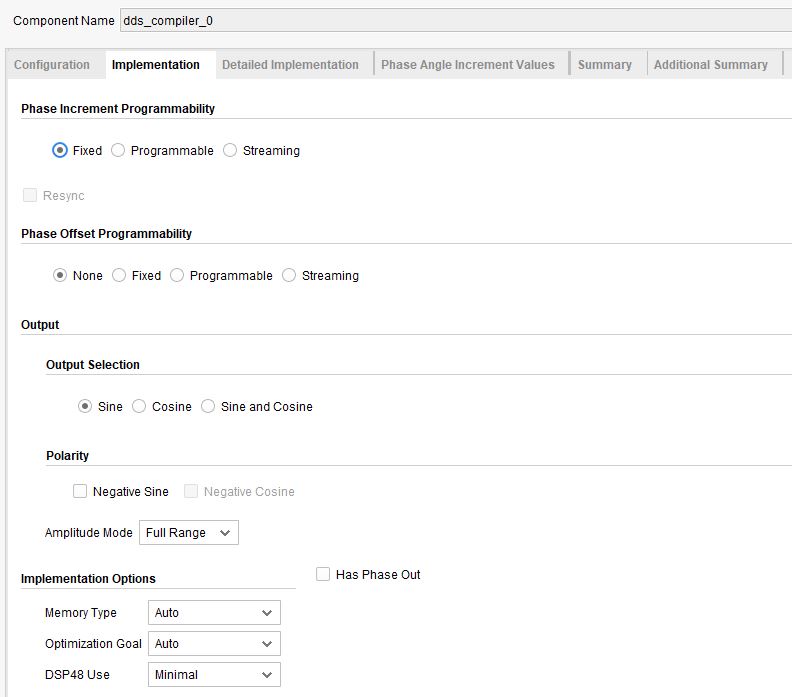 Component Name dds_compiler_0
Configuration Implementation Detailed Implementation Phase Angle Increment Values Summary Additional Summary
Phase Increment Programmability
Fixed Programmable Streaming
Resync
Phase Offset Programmability
None Fixed Programmable Streaming
Output
Output Selection
Sine Cosine Sine and Cosine
Polarity
Negative Sine Negative Cosine
Amplitude Mode Full Range
Implementation Options
Has Phase Out
Memory Type Auto
Optimization Goal Auto
DSP48 Use Minimal